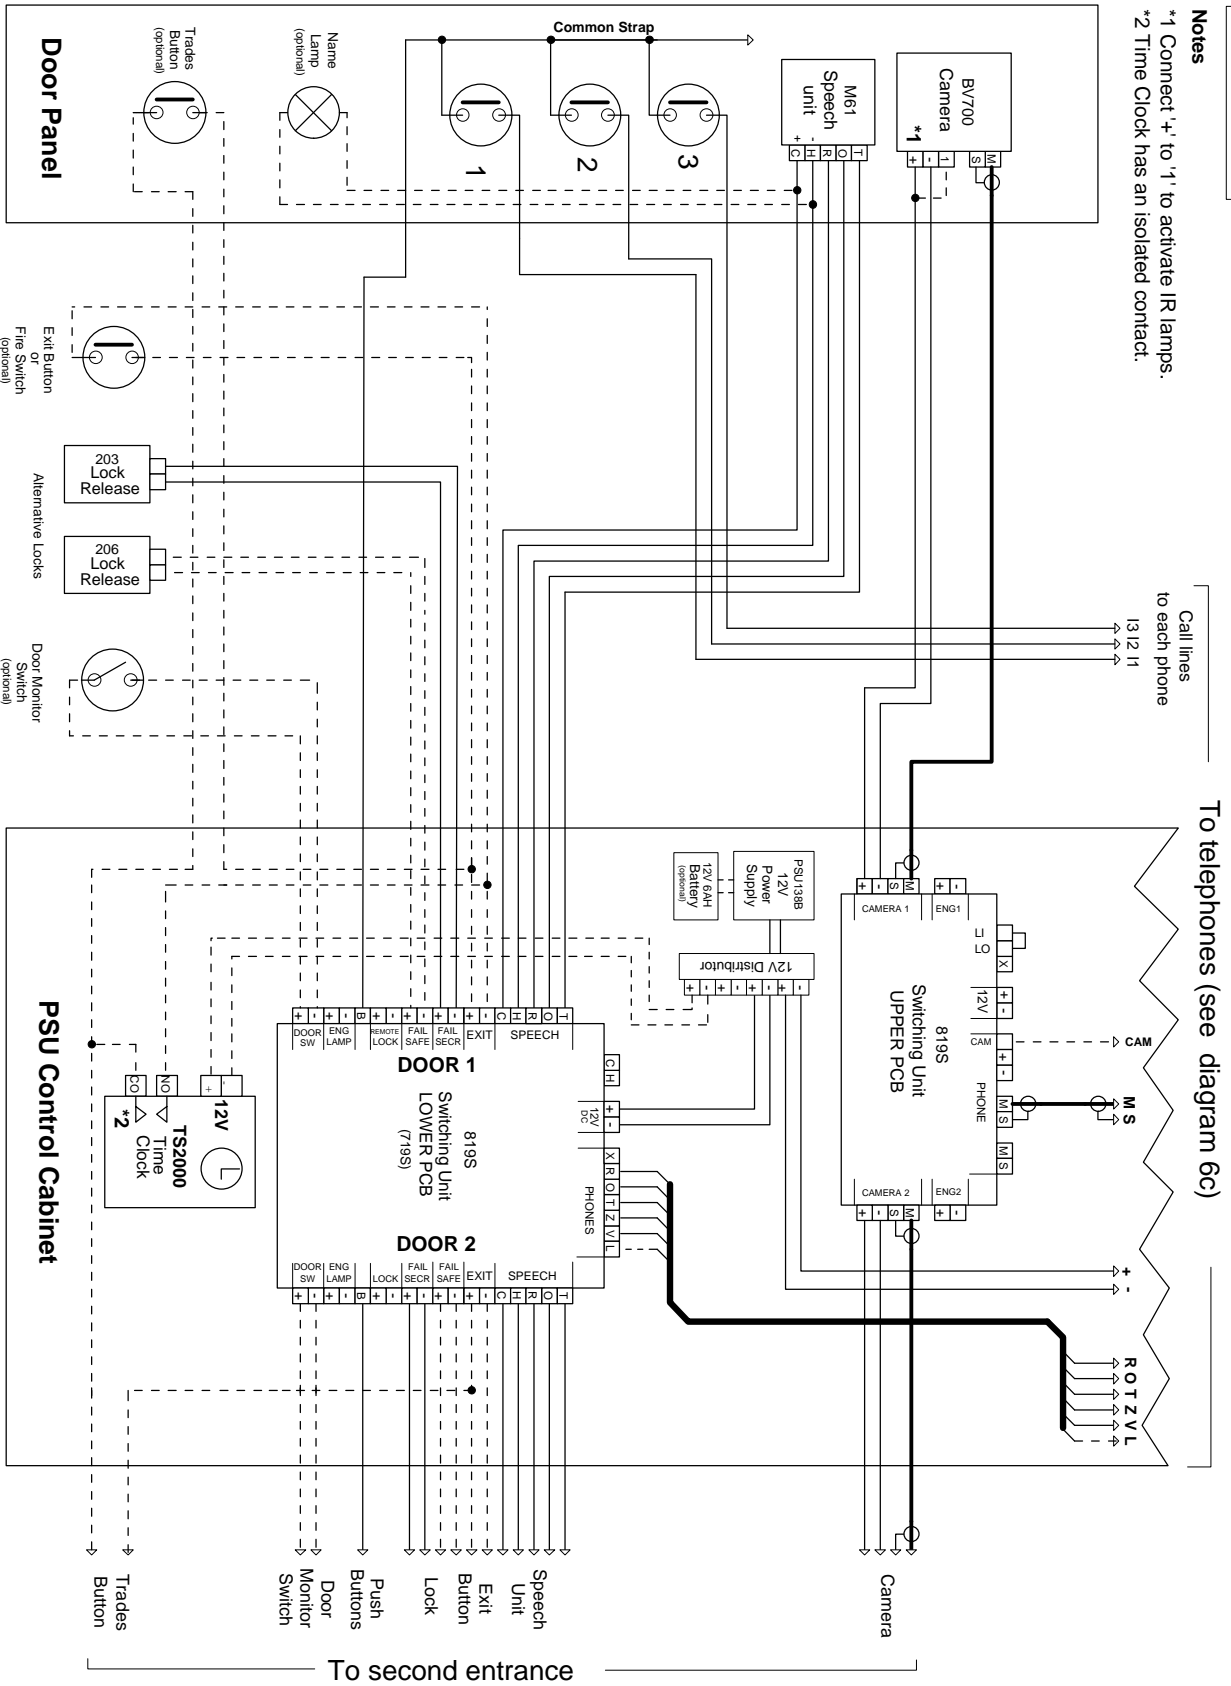 Notes
*1 Connect '+' to '1' to activate IR lamps.
*2 Time Clock has an isolated contact.
Door Panel
Trades
Button
(optional)
Name
Lamp
(optional)
Common Strap
1
2
3
M61
Speech
unit
+ -
C H R O T
BV700
Camera
*1
+ - 1 S M
Exit Button
or
Fire Switch
(optional)
203
Lock
Release
Alternative Locks
206
Lock
Release
Door Monitor
Switch
(optional)
Call lines
to each phone
I3 I2 I1
To telephones (see diagram 6c)
PSU Control Cabinet
PSU138B
12V
Power
Supply
12V 6AH
Battery
(optional)
12V Distributor
+ - + - + - + -
+ - S M + -
CAMERA 1
ENG1
LI
LO
X
12V
+ -
CAM
+ -
PHONE
M S
M S
819S
Switching Unit
UPPER PCB
CAMERA 2
ENG2
+ - S M + -
CAM
M S
+ -
R O T Z V L
+ - + - B + - + - + - + - C H R O T
DOOR
SW
ENG
LAMP
REMOTE
LOCK
FAIL
SAFE
FAIL
SECR
EXIT
SPEECH
DOOR 1
C H
+ -
12V
DC
819S
Switching Unit
LOWER PCB
(719S)
X R O T Z V L
PHONES
DOOR 2
DOOR
SW
ENG
LAMP
LOCK
FAIL
SECR
FAIL
SAFE
EXIT
SPEECH
+ - + - B + - + - + - + - C H R O T
CO
NO
+ -
12V
*2
TS2000
Time
Clock
Trades
Button
Door
Monitor
Switch
Push
Buttons
Lock
Exit
Button
Speech
Unit
Camera
To second entrance